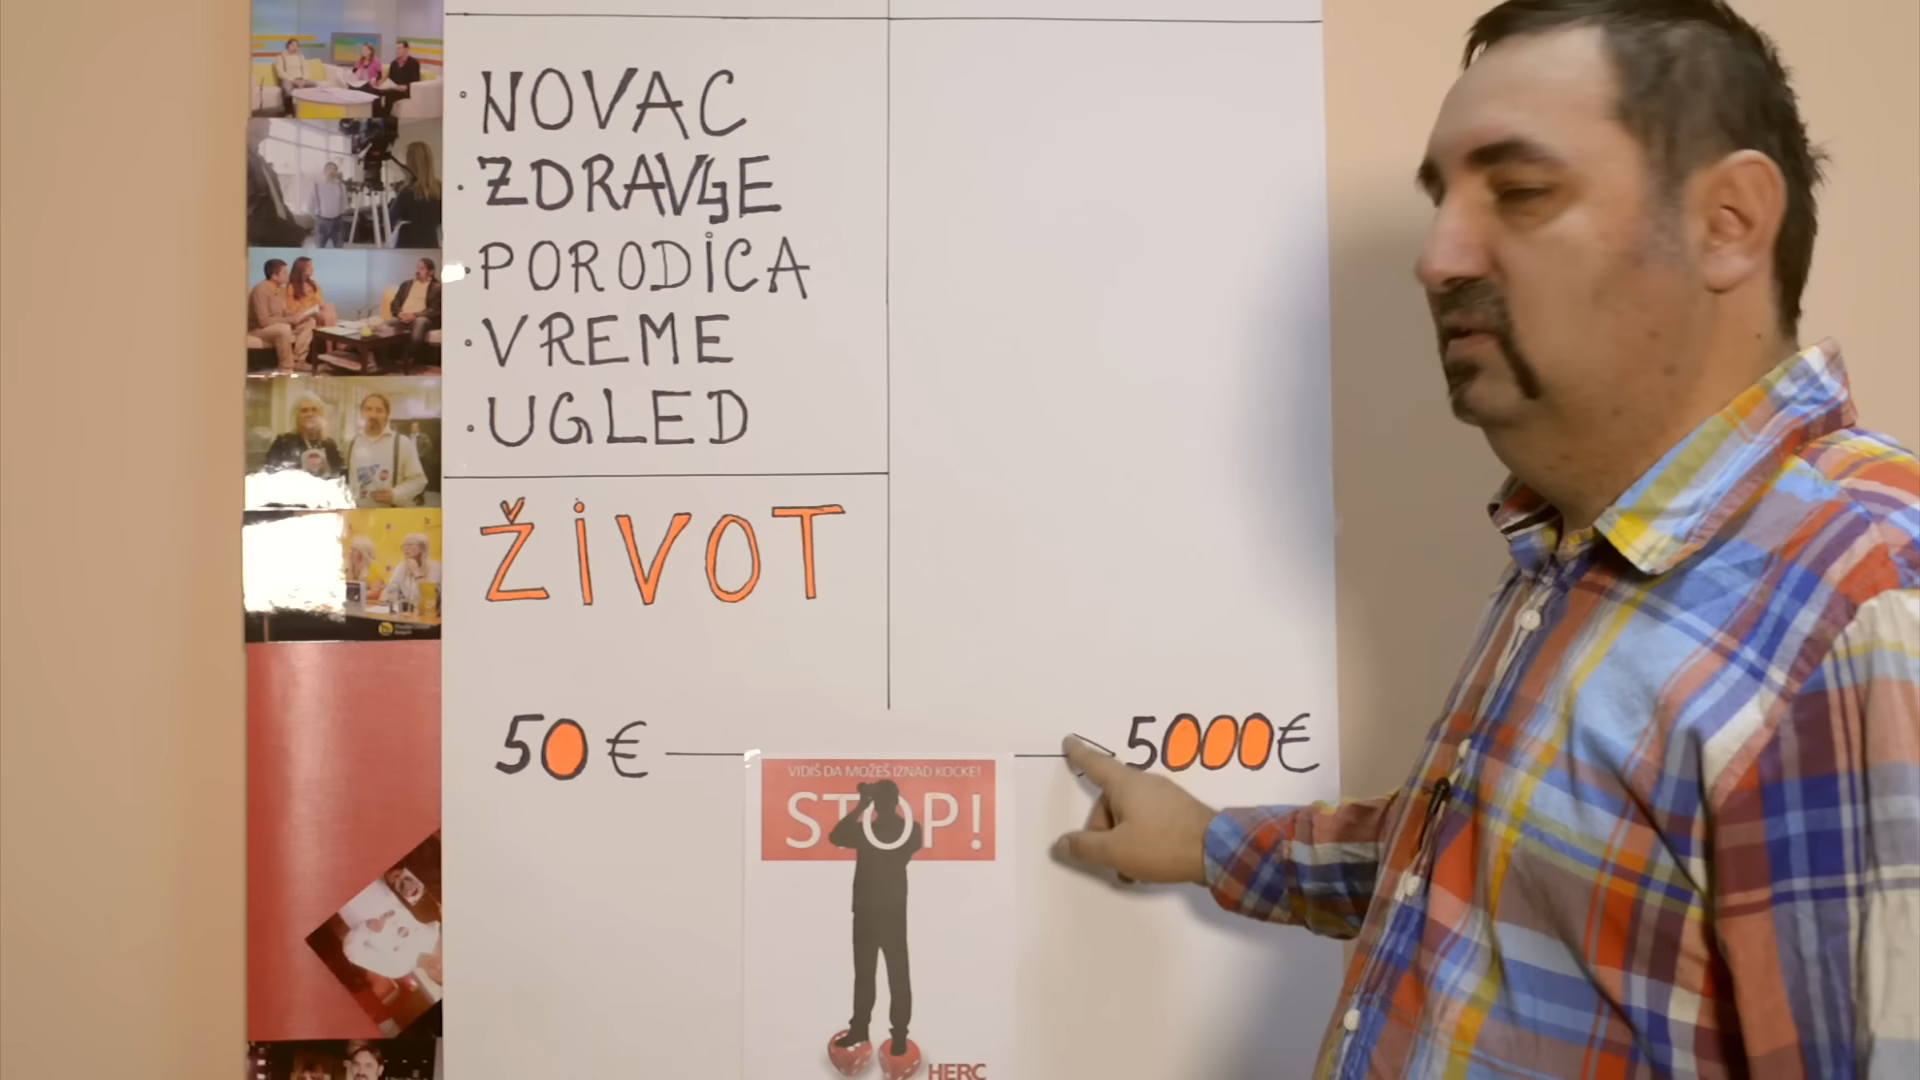 NOVAC
ZDRAVLJE
PORODICA
VREME
UGLED
ŽIVOT
50 €
5000€
VIDIŠ DA MOŽEŠ IZNAD KOCKE!
STOP!
HERC